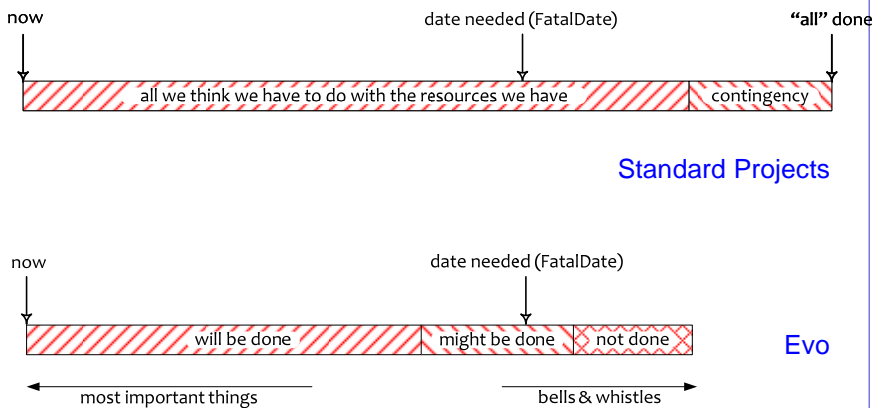 now
date needed (FatalDate)
“all” done
all we think we have to do with the resources we have
contingency
Standard Projects
now
date needed (FatalDate)
will be done
might be done
not done
Evo
most important things
bells & whistles